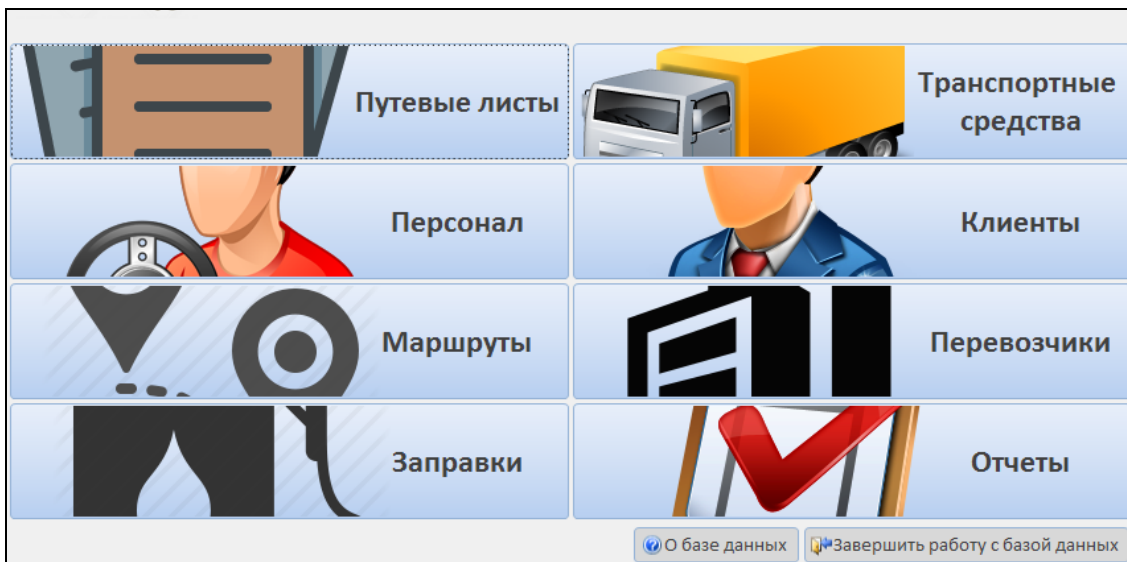 Путевые листы
Транспортные
средства
Персонал
Клиенты
Маршруты
Перевозчики
Заправки
Отчеты
О базе данных
Завершить работу с базой данных